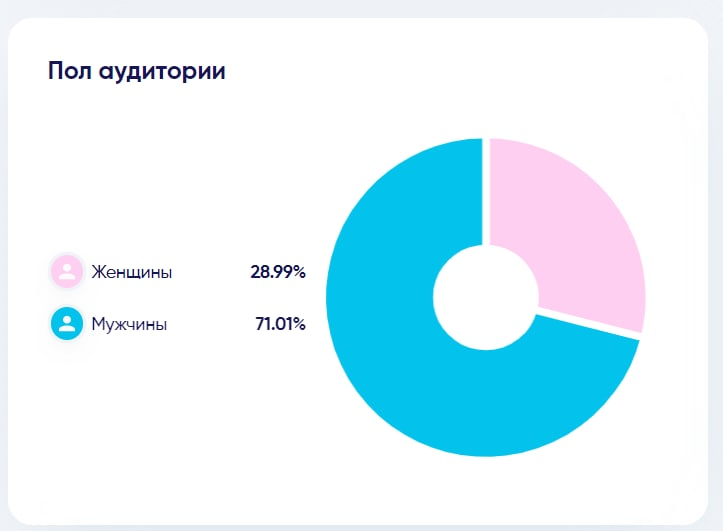 Пол аудитории
Женщины 28.99%
Мужчины 71.01%